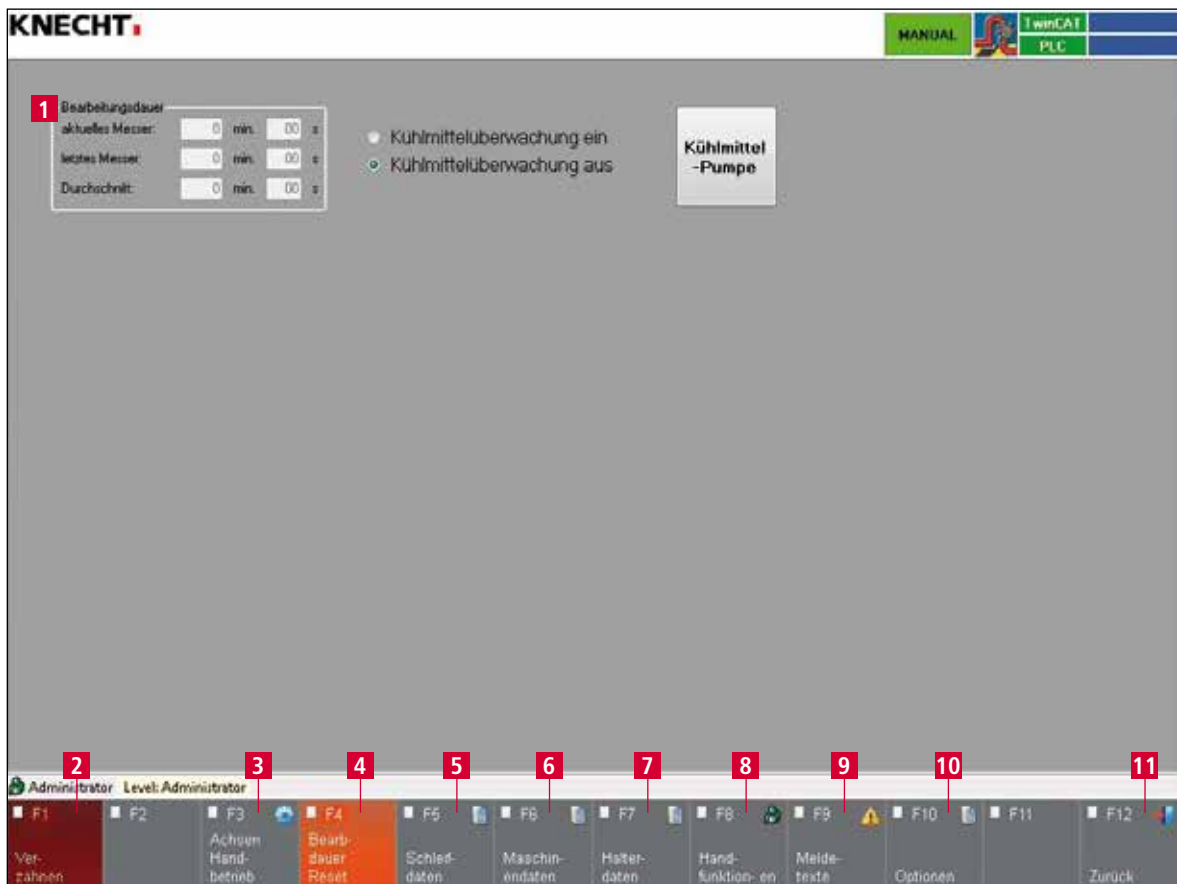 KNECHT
MANUAL
TwinCAT
PLC
1
Bearbeitungsdauer
aktuelles Messer: 0 min. 00 s
letztes Messer: 0 min. 00 s
Durchschnitt: 0 min. 00 s
Kühlmittelüberwachung ein
Kühlmittelüberwachung aus
Kühlmittel
-Pumpe
2 3 4 5 6 7 8 9 10 11
Administrator Level: Administrator
F1
Ver-
zahnen
F2
F3
Achsen
Hand-
betrieb
F4
Bearb-
dauer
Reset
F5
Schleif-
daten
F6
Maschin-
endaten
F7
Halter-
daten
F8
Hand-
funktion- en
F9
Melde-
texte
F10
Optionen
F11
F12
Zurück